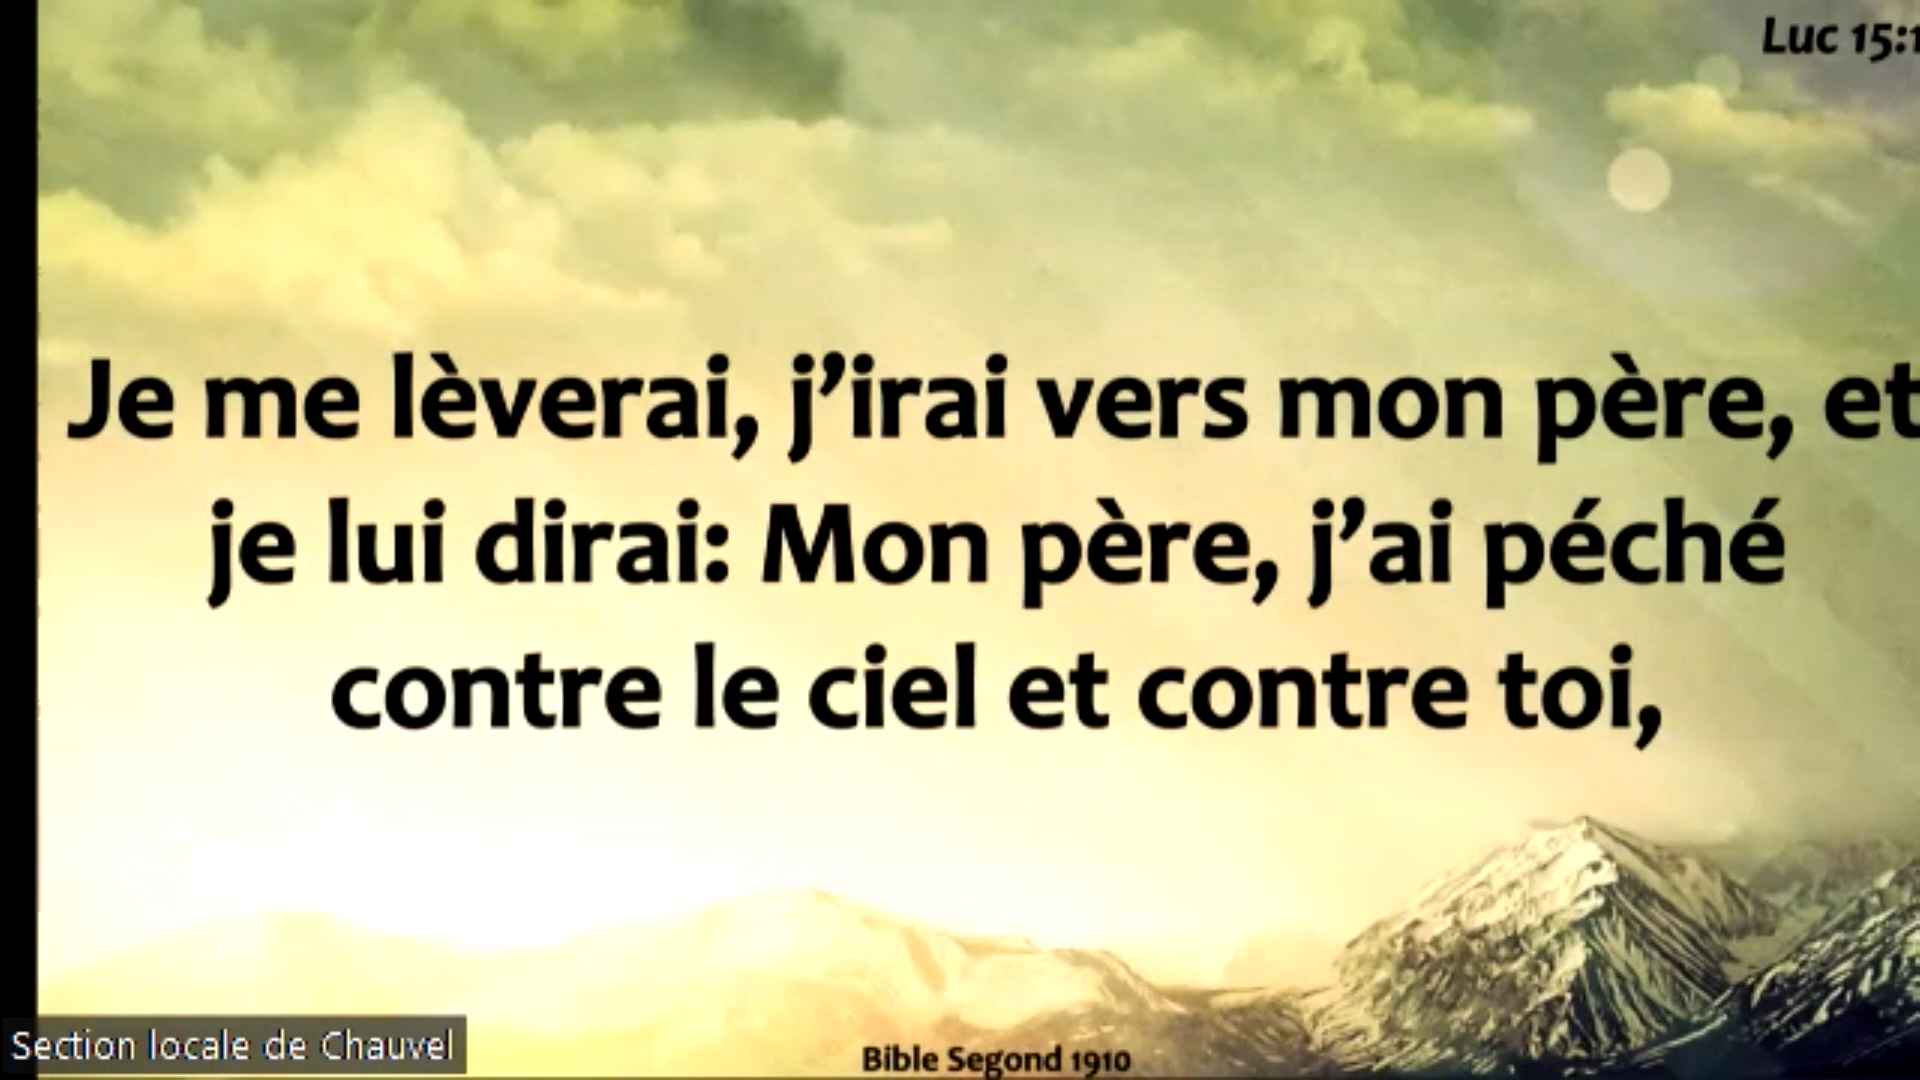 Luc 15:1
Je me lèverai, j’irai vers mon père, et
je lui dirai: Mon père, j’ai péché
contre le ciel et contre toi,
Section locale de Chauvel
Bible Segond 1910